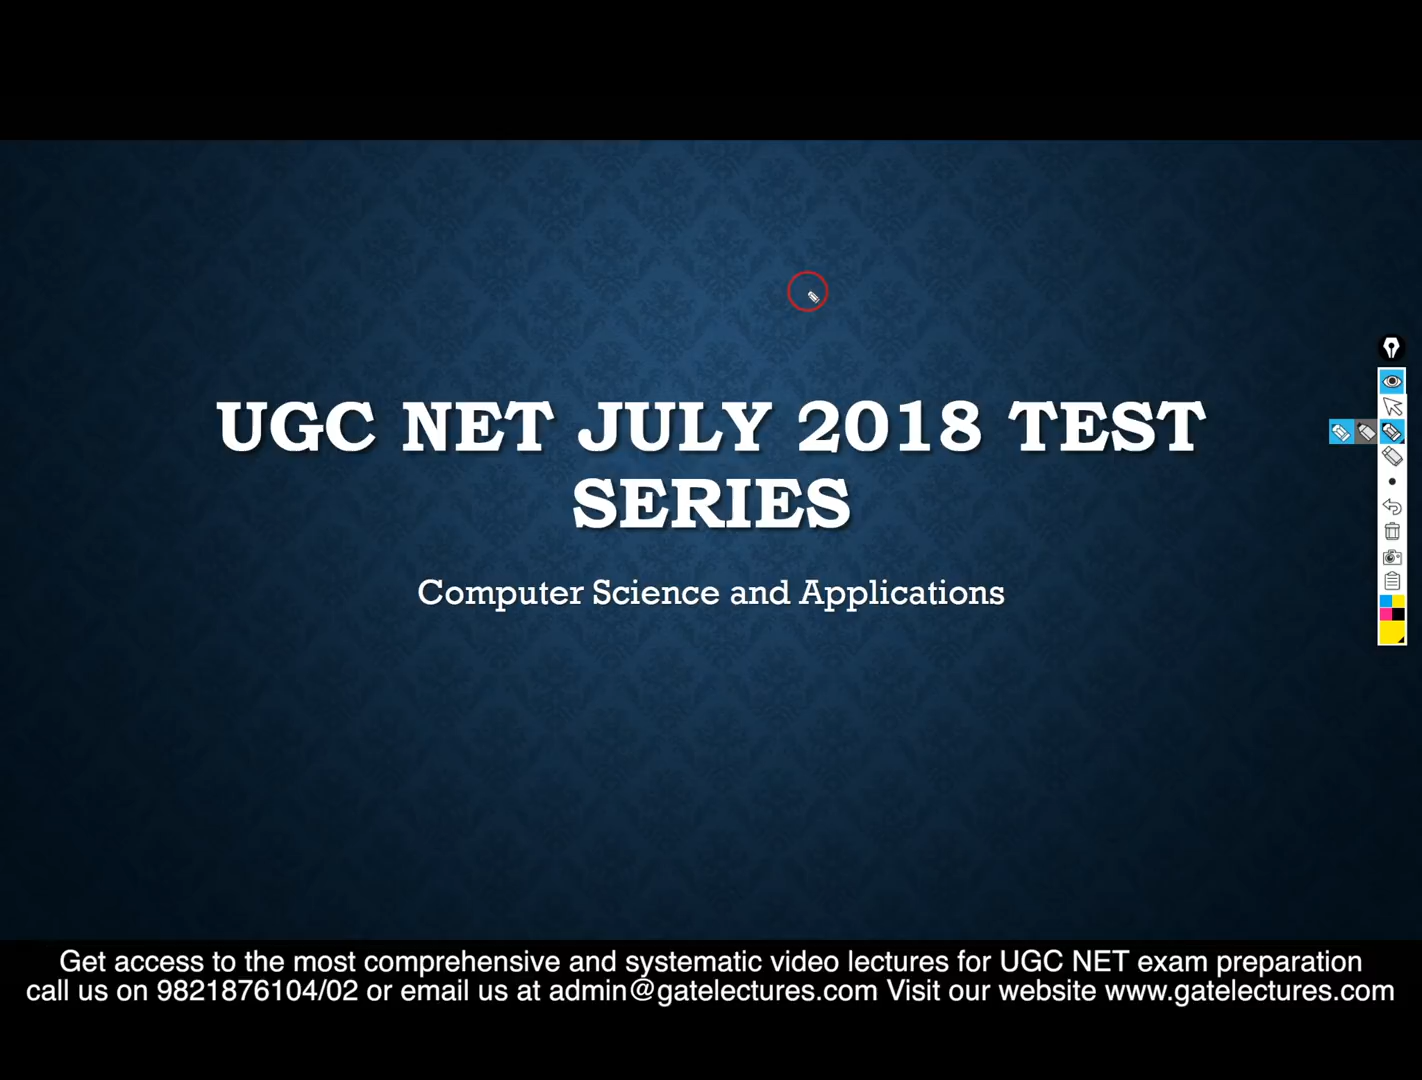 UGC NET JULY 2018 TEST
SERIES
Computer Science and Applications
Get access to the most comprehensive and systematic video lectures for UGC NET exam preparation
call us on 9821876104/02 or email us at admin@gatelectures.com Visit our website www.gatelectures.com